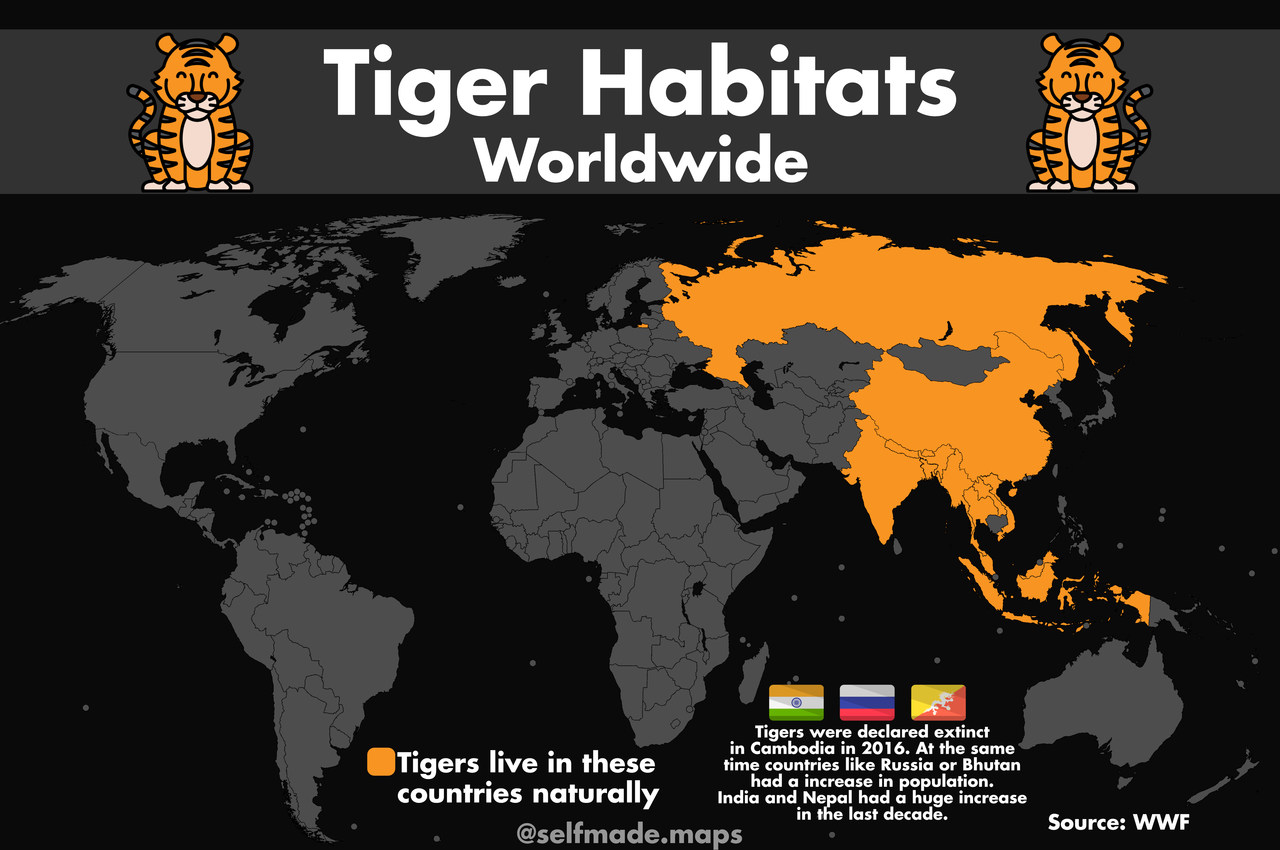 Tiger Habitats
Worldwide
Tigers were declared extinct
in Cambodia in 2016. At the same
time countries like Russia or Bhutan
had a increase in population.
India and Nepal had a huge increase
in the last decade.
Tigers live in these
countries naturally
Source: WWF
@selfmade.maps